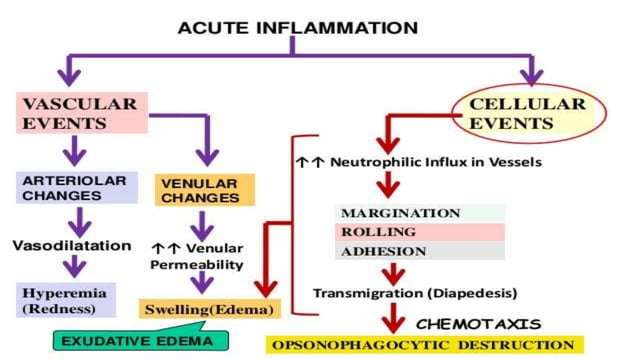 ACUTE INFLAMMATION
VASCULAR
EVENTS
CELLULAR
EVENTS
ARTERIOLAR
CHANGES
VENULAR
CHANGES
↑↑ Neutrophilic Influx in Vessels
MARGINATION
ROLLING
ADHESION
Vasodilatation
↑↑ Venular
Permeability
Hyperemia
(Redness)
Swelling(Edema)
Transmigration (Diapedesis)
CHEMOTAXIS
EXUDATIVE EDEMA
OPSONOPHAGOCYTIC DESTRUCTION